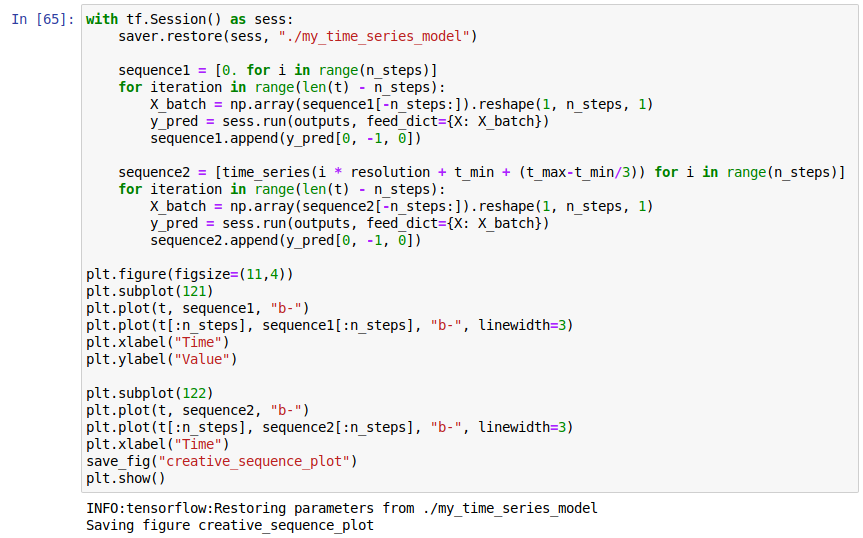 In [65]: with tf.Session() as sess:
    saver.restore(sess, "./my_time_series_model")

    sequence1 = [0. for i in range(n_steps)]
    for iteration in range(len(t) - n_steps):
        X_batch = np.array(sequence1[-n_steps:]).reshape(1, n_steps, 1)
        y_pred = sess.run(outputs, feed_dict={X: X_batch})
        sequence1.append(y_pred[0, -1, 0])

    sequence2 = [time_series(i * resolution + t_min + (t_max-t_min/3)) for i in range(n_steps)]
    for iteration in range(len(t) - n_steps):
        X_batch = np.array(sequence2[-n_steps:]).reshape(1, n_steps, 1)
        y_pred = sess.run(outputs, feed_dict={X: X_batch})
        sequence2.append(y_pred[0, -1, 0])

plt.figure(figsize=(11,4))
plt.subplot(121)
plt.plot(t, sequence1, "b-")
plt.plot(t[:n_steps], sequence1[:n_steps], "b-", linewidth=3)
plt.xlabel("Time")
plt.ylabel("Value")

plt.subplot(122)
plt.plot(t, sequence2, "b-")
plt.plot(t[:n_steps], sequence2[:n_steps], "b-", linewidth=3)
plt.xlabel("Time")
save_fig("creative_sequence_plot")
plt.show()
INFO:tensorflow:Restoring parameters from ./my_time_series_model
Saving figure creative_sequence_plot